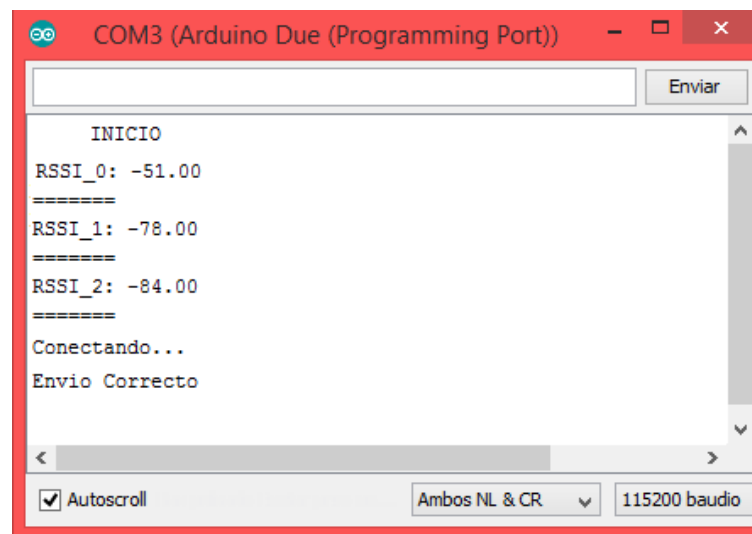 COM3 (Arduino Due (Programming Port))
Enviar
INICIO
RSSI_0: -51.00
=======
RSSI_1: -78.00
=======
RSSI_2: -84.00
=======
Conectando...
Envio Correcto
Autoscroll
Ambos NL & CR
115200 baudio